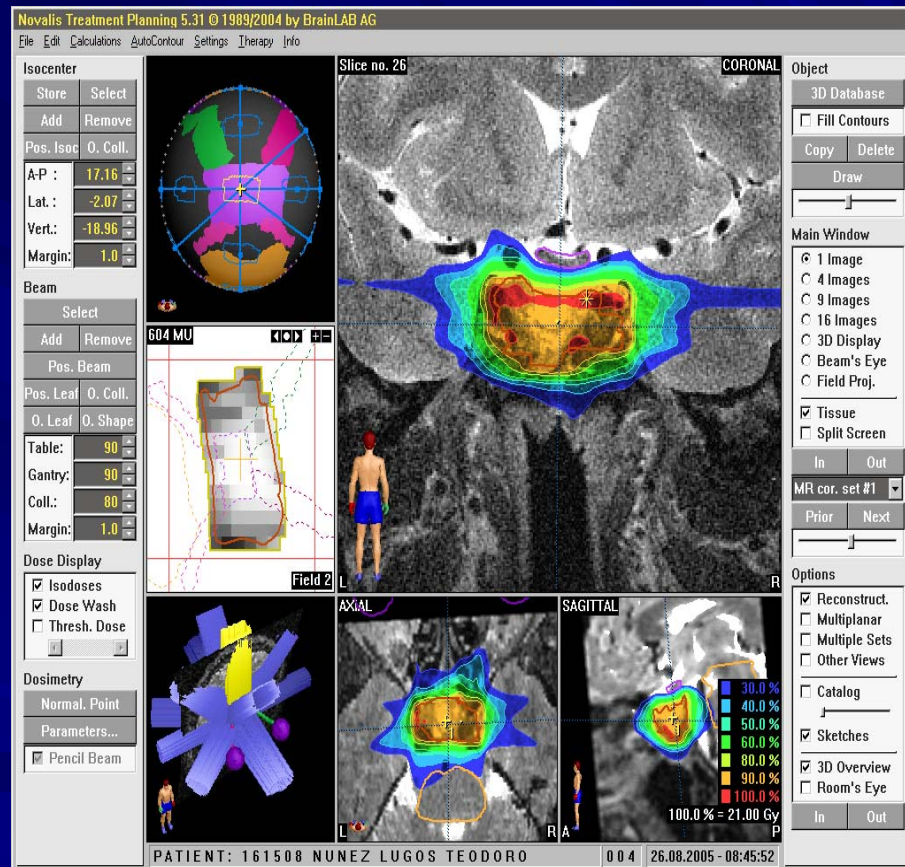 Novalis Treatment Planning 5.31 © 1989/2004 by BrainLAB AG
File Edit Calculations AutoContour Settings Therapy Info
Isocenter
Store Select
Add Remove
Pos. Isoc O. Coll.
A-P : 17.16
Lat. : -2.07
Vert.: -18.96
Margin: 1.0
Beam
Select
Add Remove
Pos. Beam
Pos. Leaf O. Coll.
O. Leaf O. Shape
Table: 90
Gantry: 90
Coll.: 80
Margin: 1.0
Dose Display
Isodoses
Dose Wash
Thresh. Dose
Dosimetry
Normal. Point
Parameters...
Pencil Beam
604 MU
Field 2
Slice no. 26 CORONAL
L R
AXIAL
L R
SAGITTAL
30.0 %
40.0 %
50.0 %
60.0 %
80.0 %
90.0 %
100.0 %
100.0 % = 21.00 Gy
A P
Object
3D Database
Fill Contours
Copy Delete
Draw
Main Window
1 Image
4 Images
9 Images
16 Images
3D Display
Beam's Eye
Field Proj.
Tissue
Split Screen
In Out
MR cor. set #1
Prior Next
Options
Reconstruct.
Multiplanar
Multiple Sets
Other Views
Catalog
Sketches
3D Overview
Room's Eye
In Out
PATIENT: 161508 NUNEZ LUGOS TEODORO 004 26.08.2005 - 08:45:52